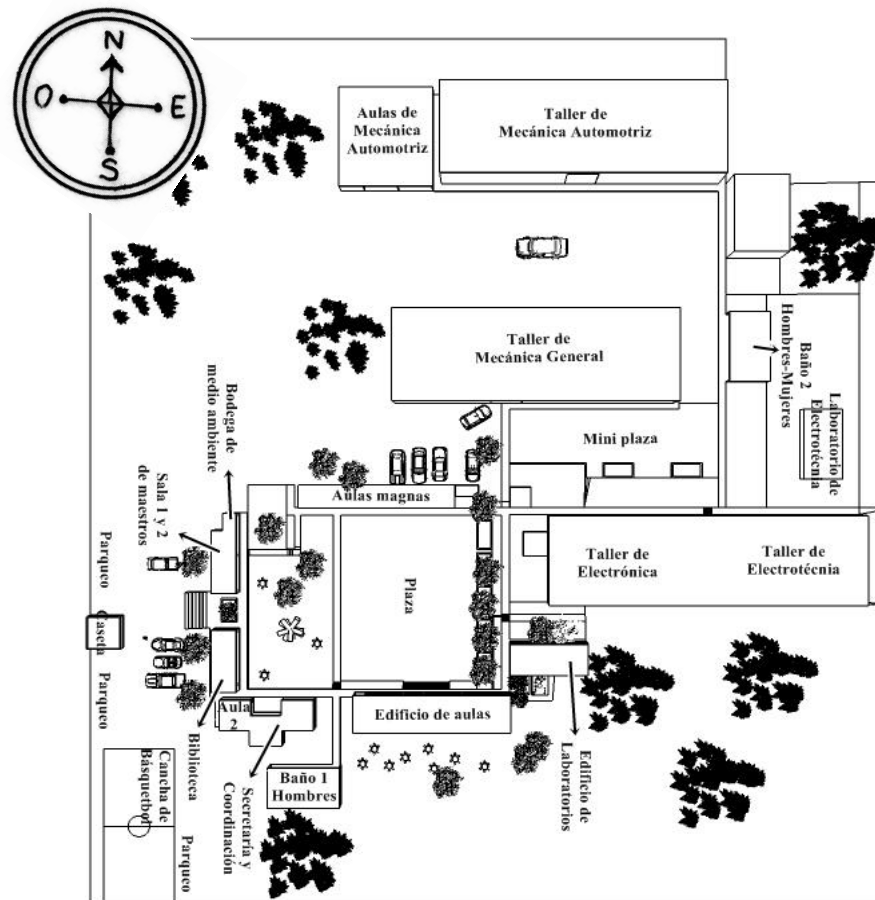 N
O
E
S
Aulas de
Mecánica
Automotriz
Taller de
Mecánica Automotriz
Taller de
Mecánica General
Baño 2
Hombres-Mujeres
Laboratorio de
Electrotécnia
Mini plaza
Bodega de
medio ambiente
Sala 1 y 2
de maestros
Aulas magnas
Plaza
Taller de
Electrónica
Taller de
Electrotécnia
Parqueo
Caseta
Parqueo
Aula
2
Edificio de aulas
Biblioteca
Edificio de
Laboratorios
Cancha de
Básquetbol
Baño 1
Hombres
Secretaría y
Coordinación
Parqueo